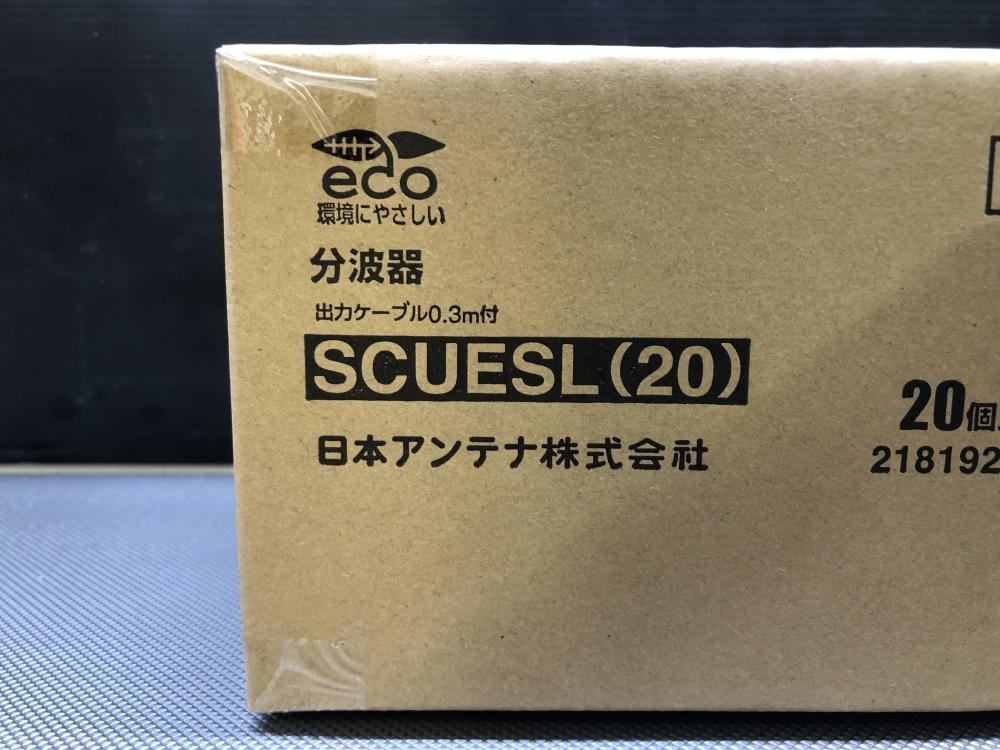 eco
環境にやさしい
分波器
出力ケーブル0.3m付
SCUESL(20)
日本アンテナ株式会社
20個
218192